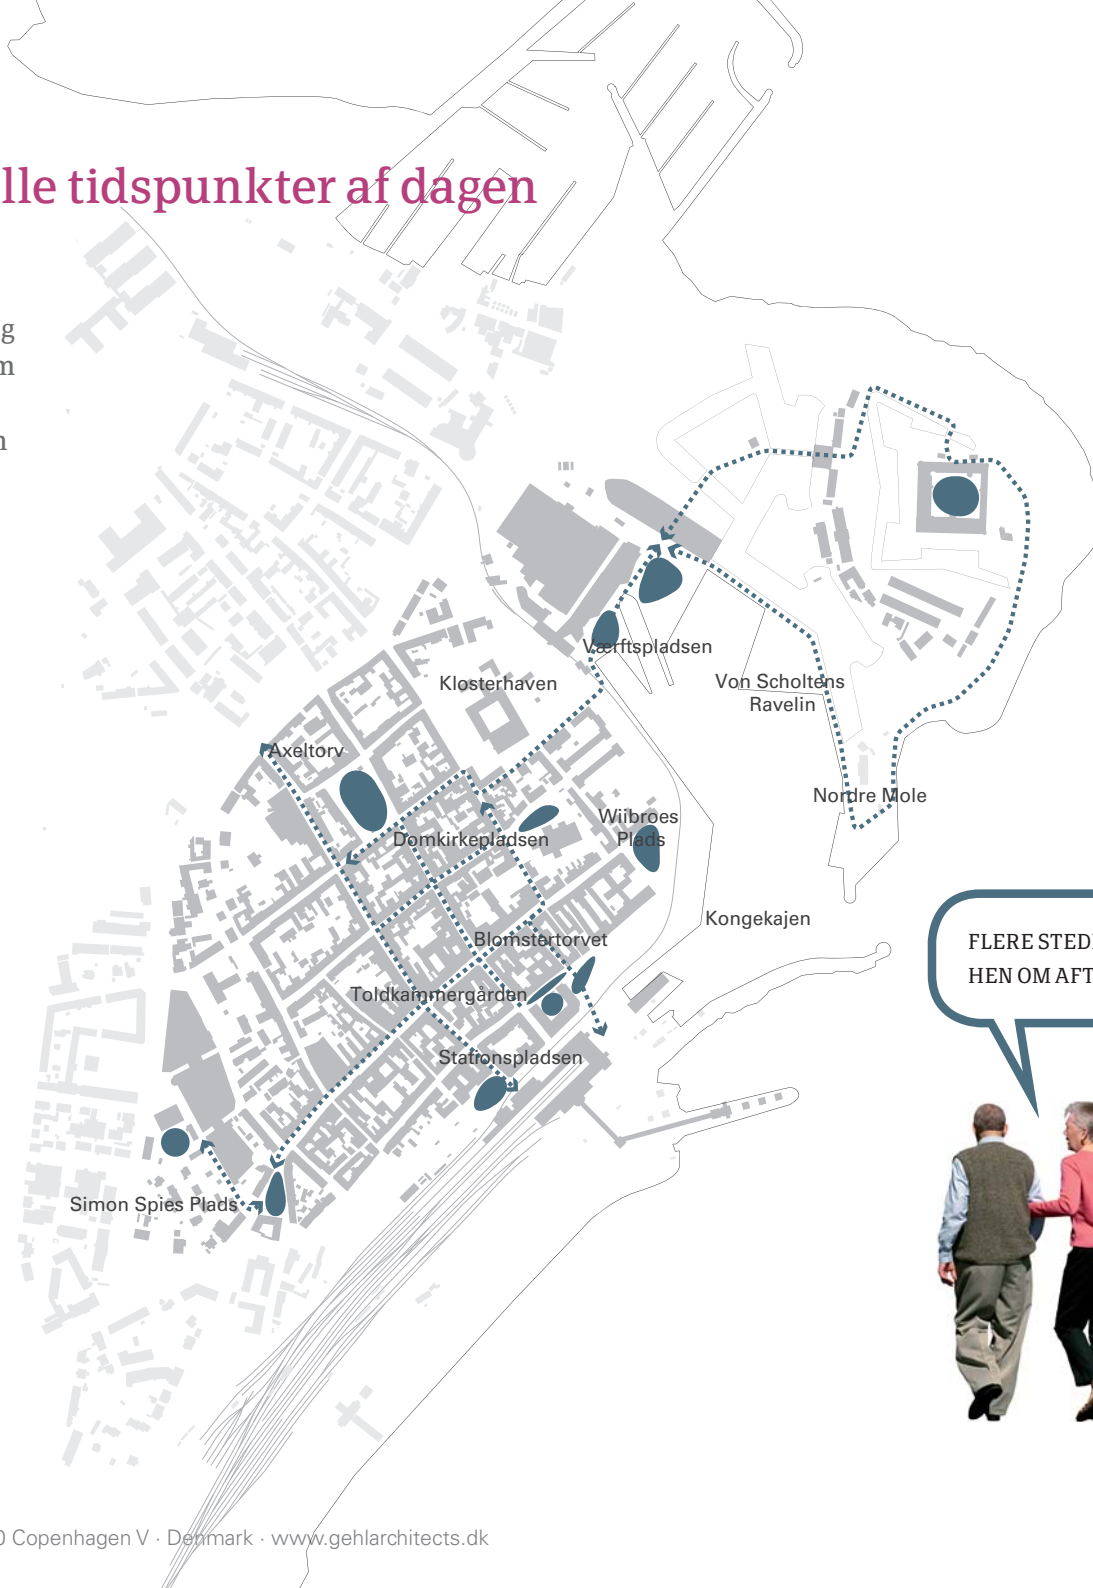 lle tidspunkter af dagen
g
m
n
Værftspladsen
Klosterhaven
Von Scholtens
Ravelin
Axeltorv
Nordre Mole
Wiibroes
Plads
Domkirkepladsen
Kongekajen
Blomstertorvet
FLERE STED
HEN OM AFT
Toldkammergården
Stationspladsen
Simon Spies Plads
0 Copenhagen V · Denmark · www.gehlarchitects.dk